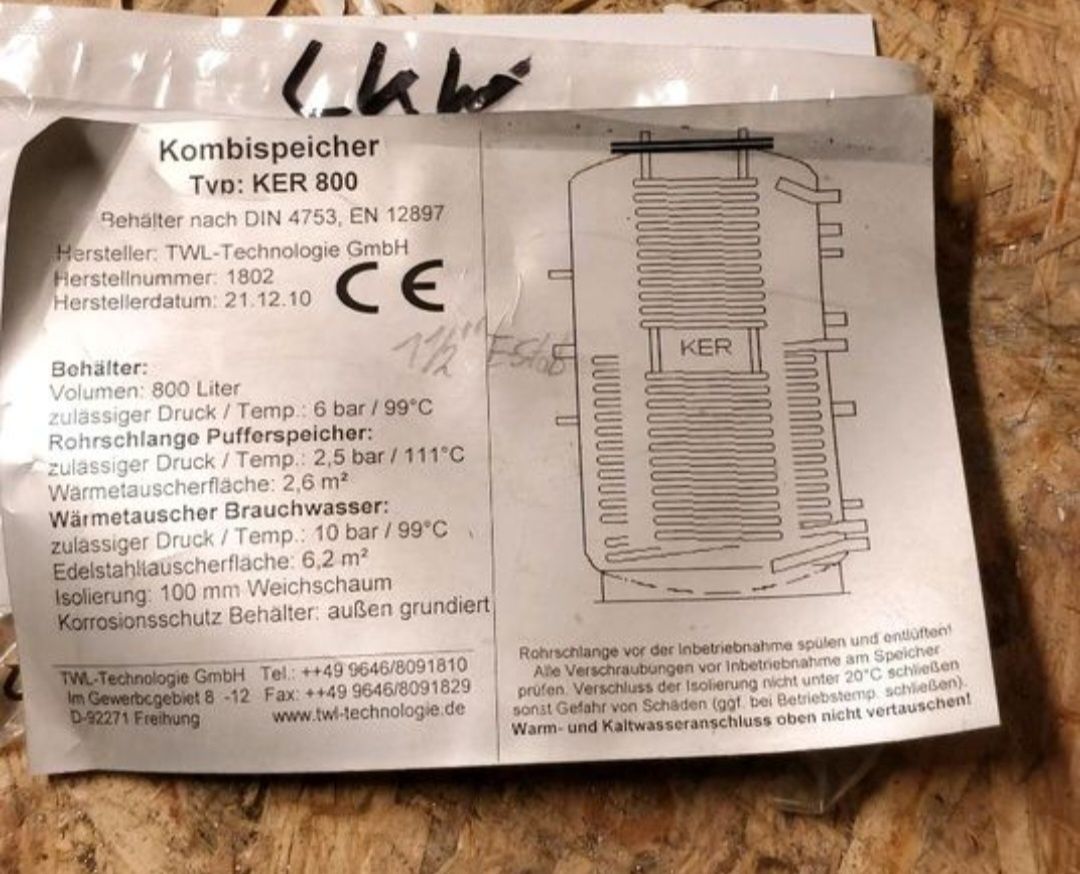 LKW
Kombispeicher
Typ: KER 800
Behälter nach DIN 4753, EN 12897
Hersteller: TWL-Technologie GmbH
Herstellnummer: 1802
Herstellerdatum: 21.12.10
CE
1 1/2" E-Stab
Behälter:
Volumen: 800 Liter
zulässiger Druck / Temp.: 6 bar / 99°C
Rohrschlange Pufferspeicher:
zulässiger Druck / Temp.: 2,5 bar / 111°C
Wärmetauscherfläche: 2,6 m²
Wärmetauscher Brauchwasser:
zulässiger Druck / Temp.: 10 bar / 99°C
Edelstahltauscherfläche: 6,2 m²
Isolierung: 100 mm Weichschaum
Korrosionsschutz Behälter: außen grundiert
TWL-Technologie GmbH Tel.: ++49 9646/8091810
Im Gewerbegebiet 8 -12 Fax: ++49 9646/8091829
D-92271 Freihung www.twl-technologie.de
KER
Rohrschlange vor der Inbetriebnahme spülen und entlüften!
Alle Verschraubungen vor Inbetriebnahme am Speicher
prüfen. Verschluss der Isolierung nicht unter 20°C schließen
sonst Gefahr von Schäden (ggf. bei Betriebstemp. schließen).
Warm- und Kaltwasseranschluss oben nicht vertauschen!